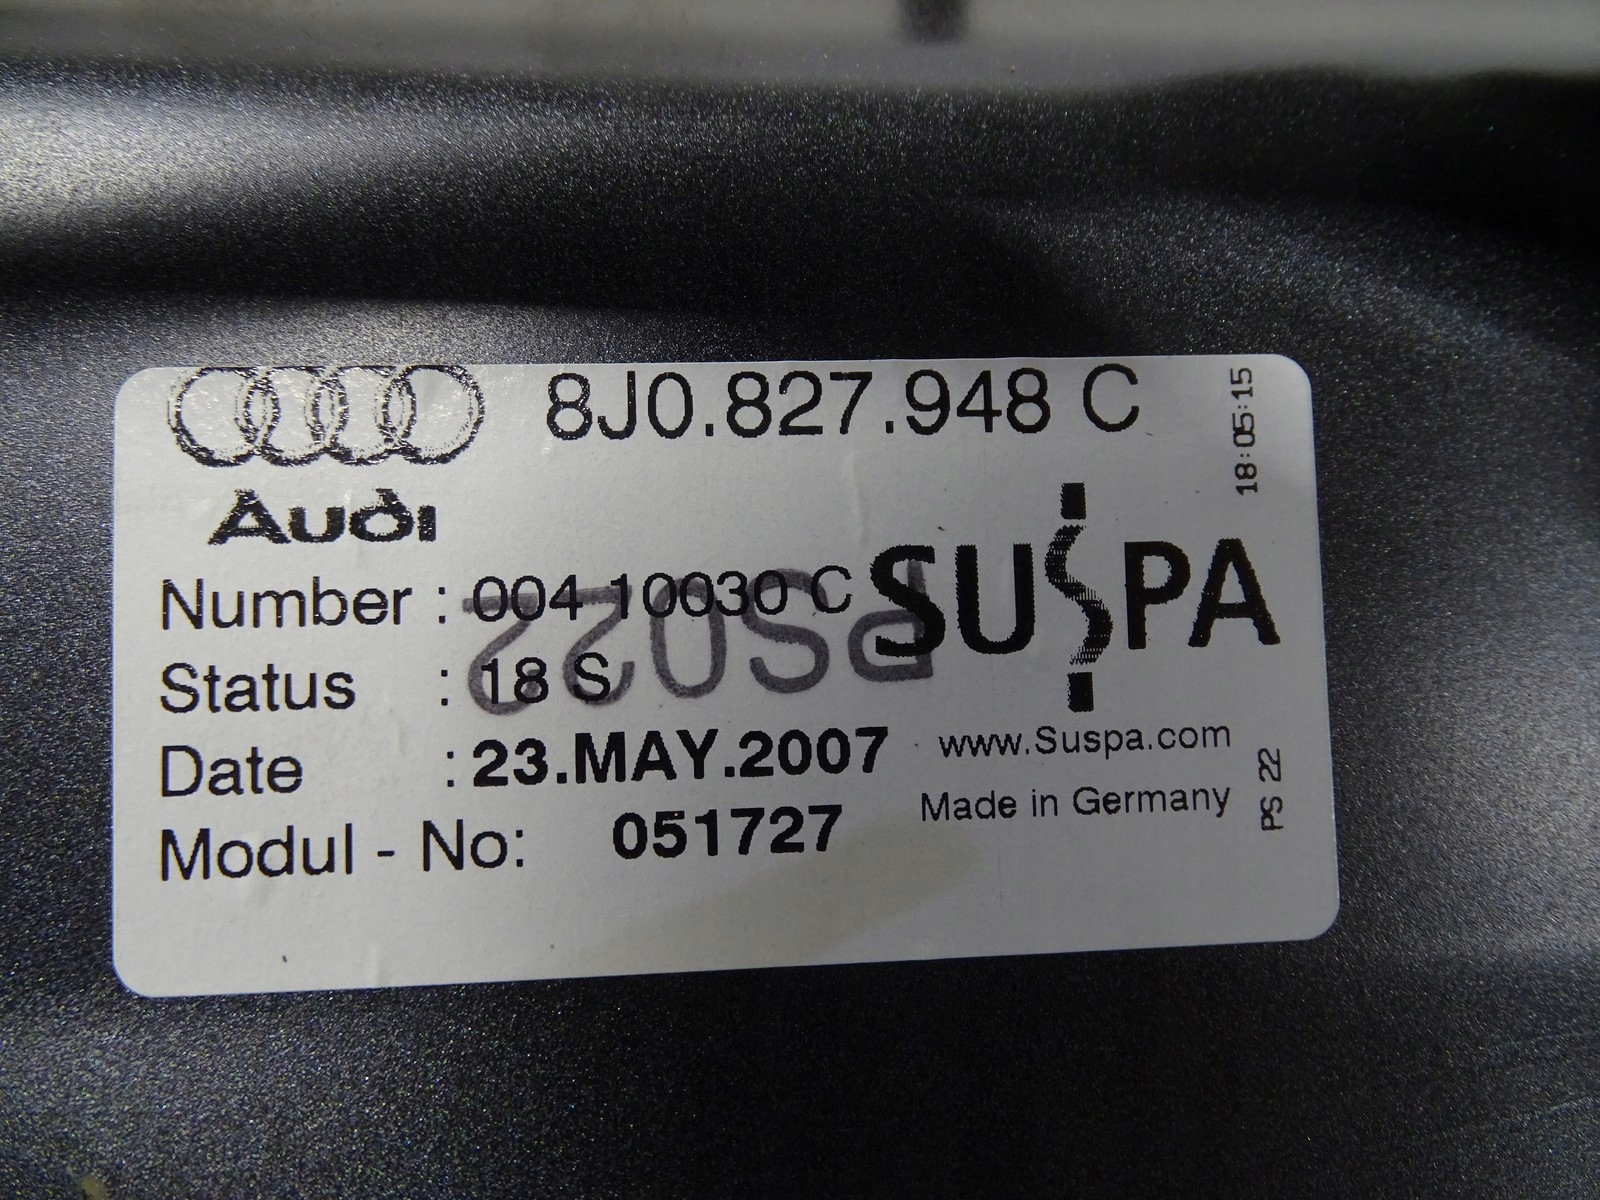 8J0.827.948 C
18:05:15
Audi
SUSPA
Number : 004 10030 C
PS022
Status : 18 S
Date : 23.MAY.2007
www.Suspa.com
Modul - No: 051727
Made in Germany
PS 22